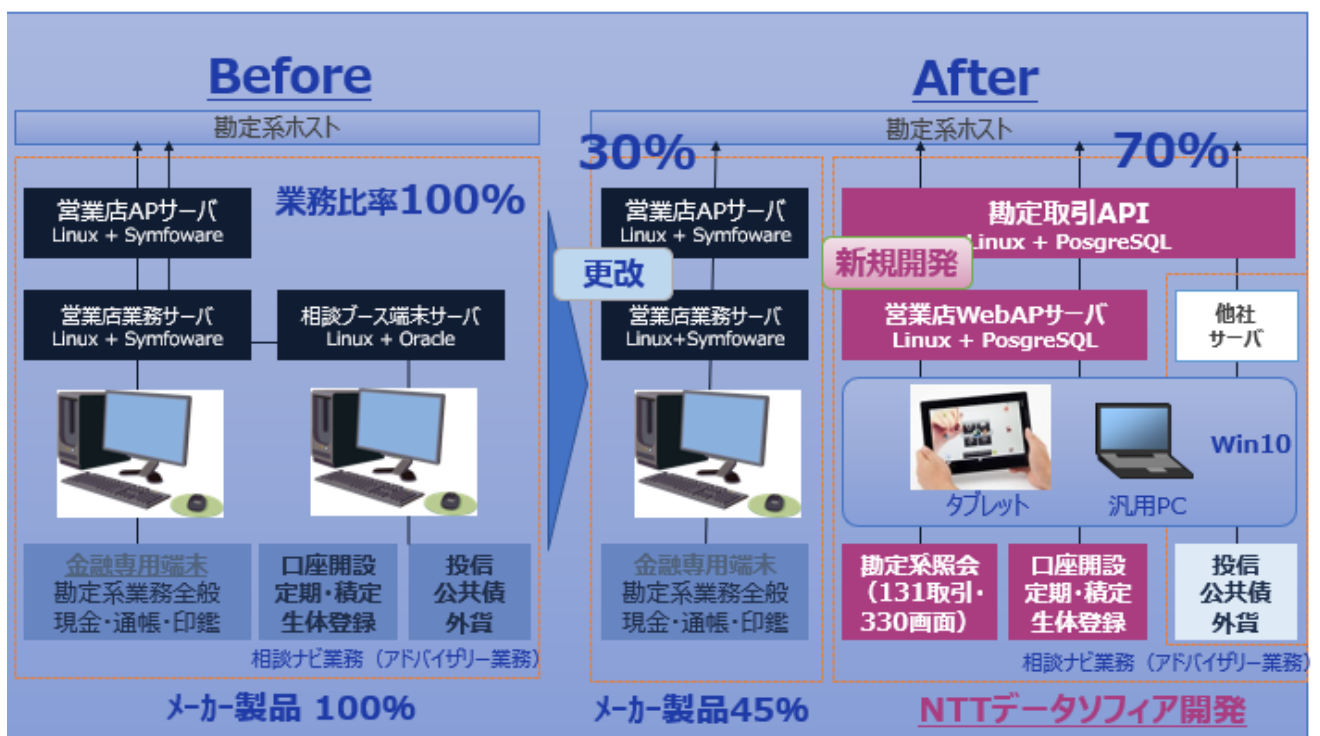 Before
勘定系ホスト
業務比率100%
営業店APサーバ
Linux + Symfoware
営業店業務サーバ
Linux + Symfoware
相談ブース端末サーバ
Linux + Oracle
金融専用端末
勘定系業務全般
現金・通帳・印鑑
口座開設
定期・積定
生体登録
投信
公共債
外貨
相談ナビ業務（アドバイザリー業務）
メーカー製品 100%
更改
After
勘定系ホスト
30%
70%
営業店APサーバ
Linux + Symfoware
営業店業務サーバ
Linux+Symfoware
金融専用端末
勘定系業務全般
現金・通帳・印鑑
メーカー製品45%
勘定取引API
Linux + PosgreSQL
新規開発
営業店WebAPサーバ
Linux + PosgreSQL
他社
サーバ
タブレット
汎用PC
Win10
勘定系照会
（131取引・
330画面）
口座開設
定期・積定
生体登録
投信
公共債
外貨
相談ナビ業務（アドバイザリー業務）
NTTデータソフィア開発